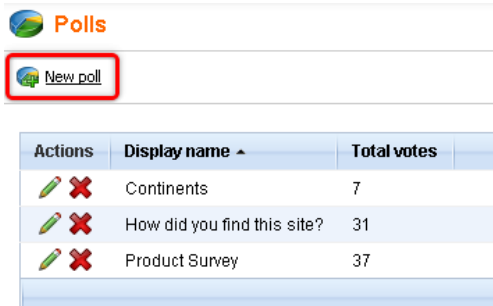 Polls
New poll
Actions Display name Total votes
Continents 7
How did you find this site? 31
Product Survey 37